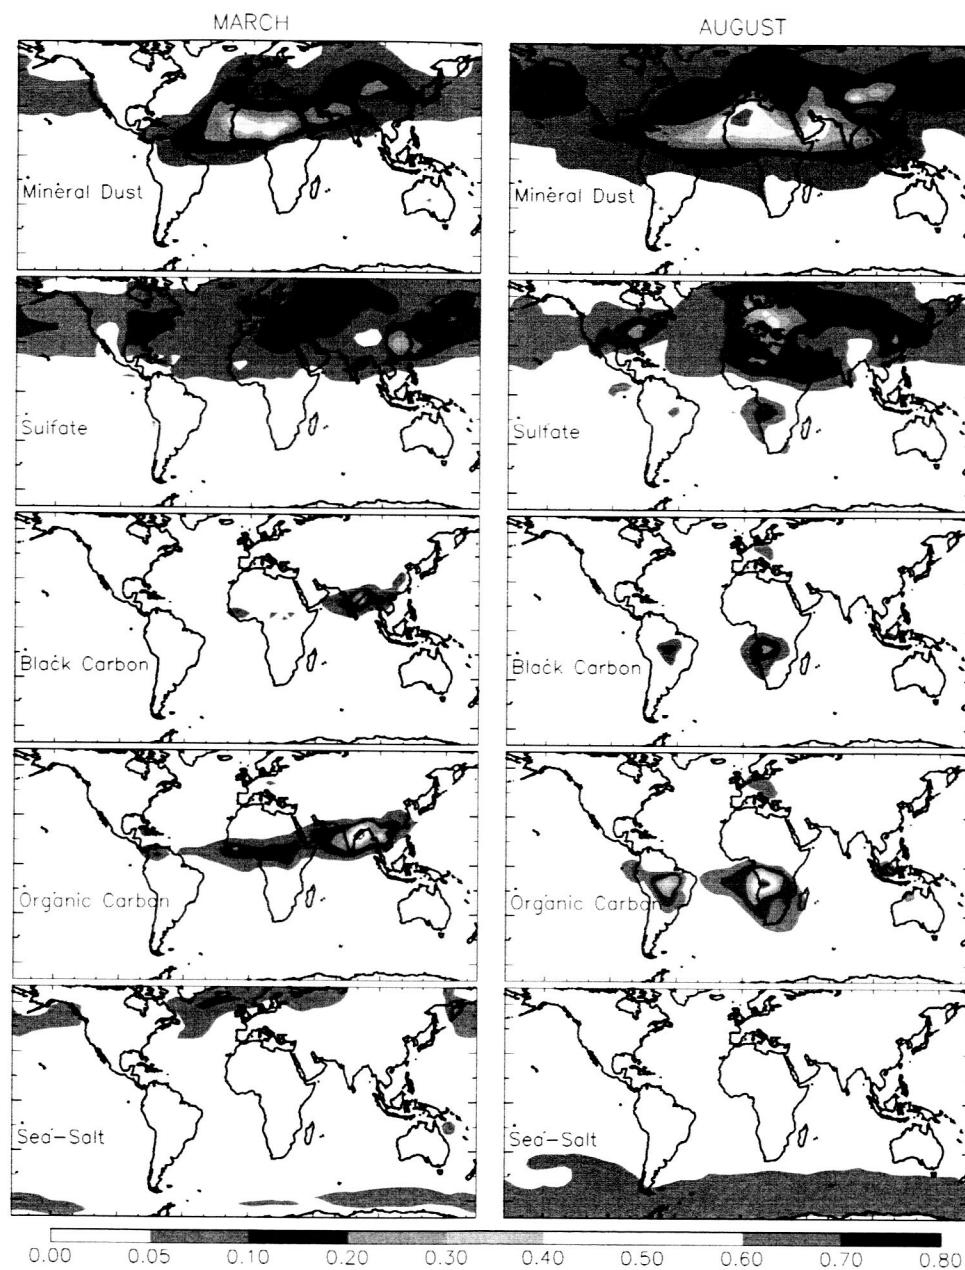 MARCH
AUGUST
Mineral Dust
Mineral Dust
Sulfate
Sulfate
Black Carbon
Black Carbon
Organic Carbon
Organic Carbon
Sea-Salt
Sea-Salt
0.00 0.05 0.10 0.20 0.30 0.40 0.50 0.60 0.70 0.80